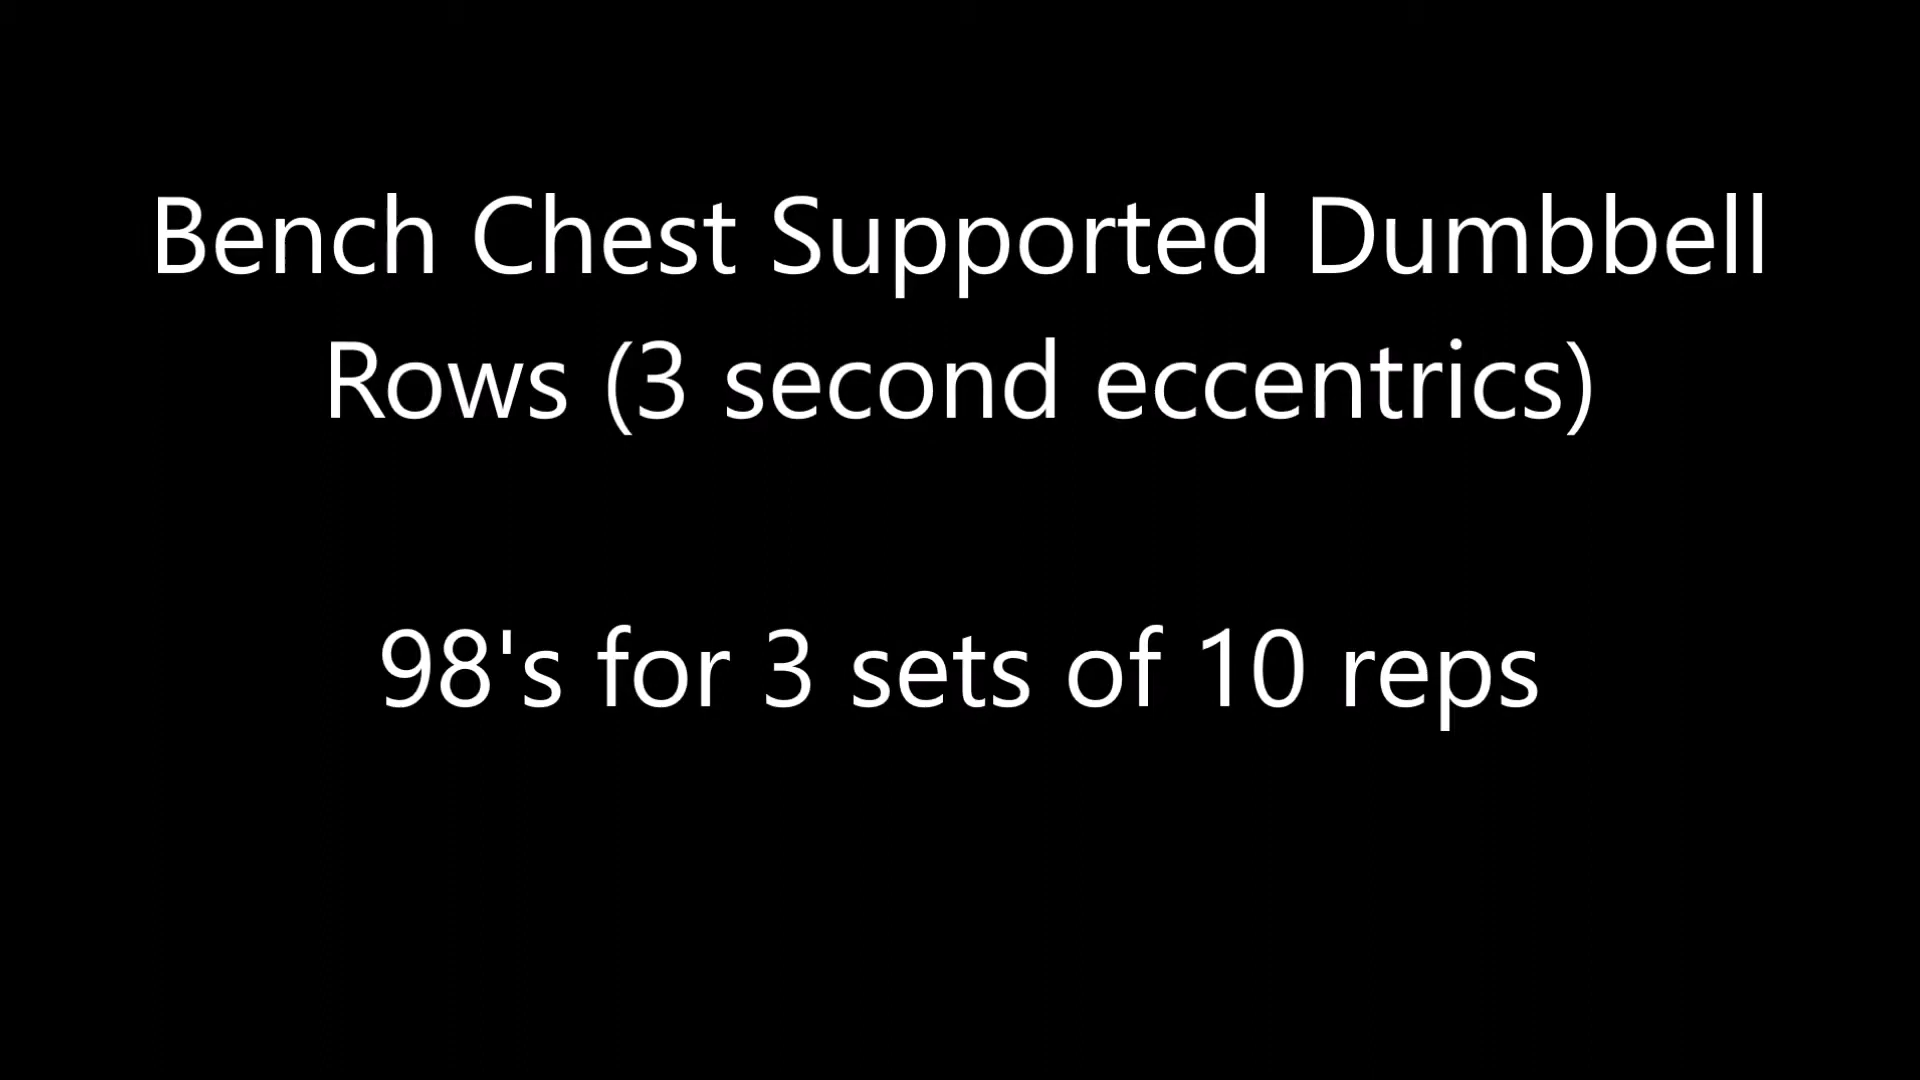 Bench Chest Supported Dumbbell
Rows (3 second eccentrics)
98's for 3 sets of 10 reps